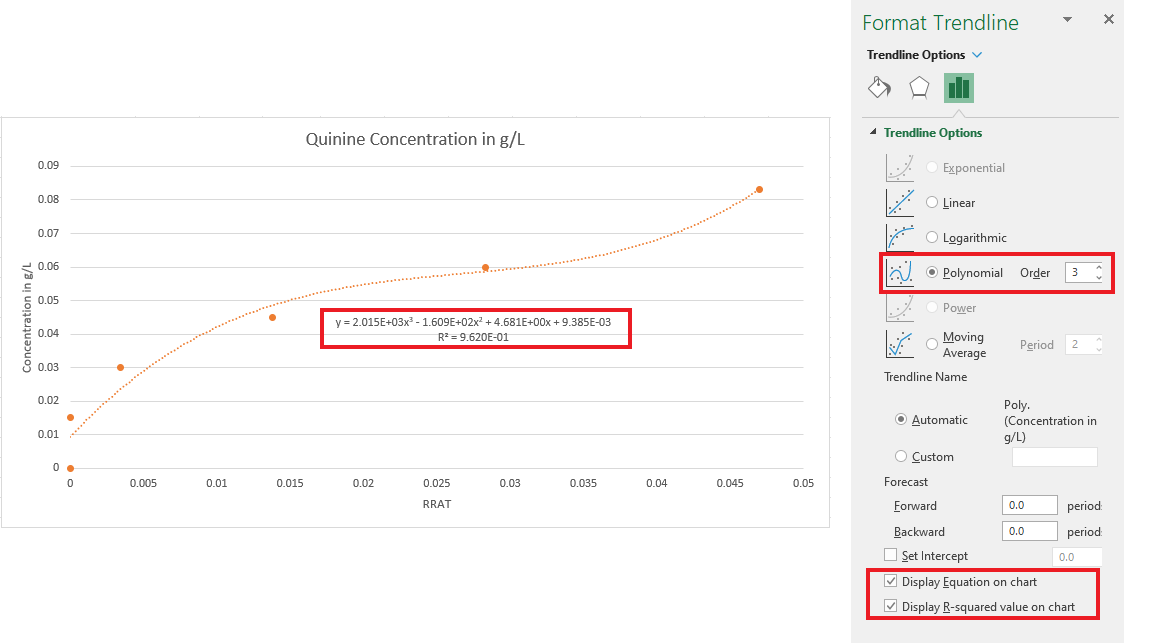 Quinine Concentration in g/L
0.09
0.08
0.07
0.06
0.05
0.04
0.03
0.02
0.01
0
Concentration in g/L
y = 2.015E+03x³ - 1.609E+02x² + 4.681E+00x + 9.385E-03
R² = 9.620E-01
0 0.005 0.01 0.015 0.02 0.025 0.03 0.035 0.04 0.045 0.05
RRAT
Format Trendline
Trendline Options
Trendline Options
Exponential
Linear
Logarithmic
Polynomial Order 3
Power
Moving Period 2
Average
Trendline Name
Automatic Poly.
(Concentration in
g/L)
Custom
Forecast
Forward 0.0 period
Backward 0.0 period
Set Intercept 0.0
Display Equation on chart
Display R-squared value on chart